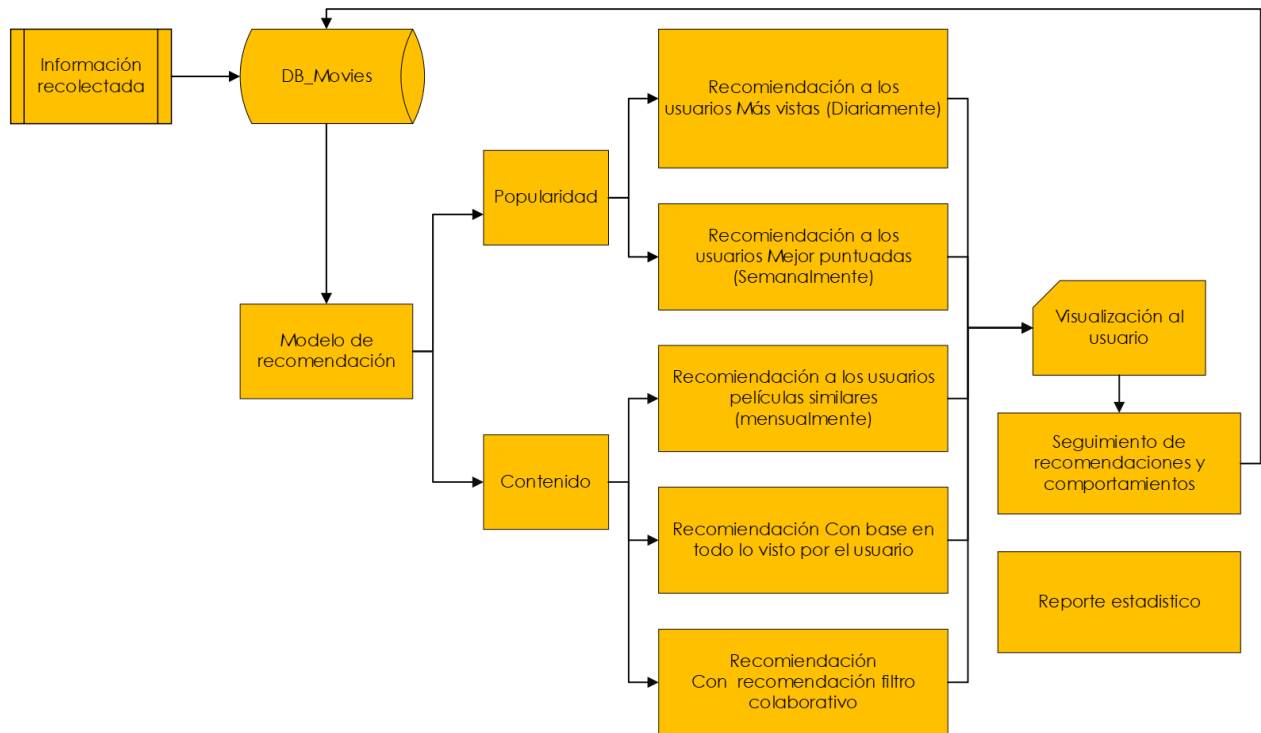 Información
recolectada
DB_Movies
Modelo de
recomendación
Popularidad
Contenido
Recomiendación a los
usuarios Más vistas (Diariamente)
Recomiendación a los
usuarios Mejor puntuadas
(Semanalmente)
Recomiendación a los usuarios
películas similares
(mensualmente)
Recomiendación Con base en
todo lo visto por el usuario
Recomiendación
Con recomendación filtro
colaborativo
Visualización al
usuario
Seguimiento de
recomendaciones y
comportamientos
Reporte estadistico